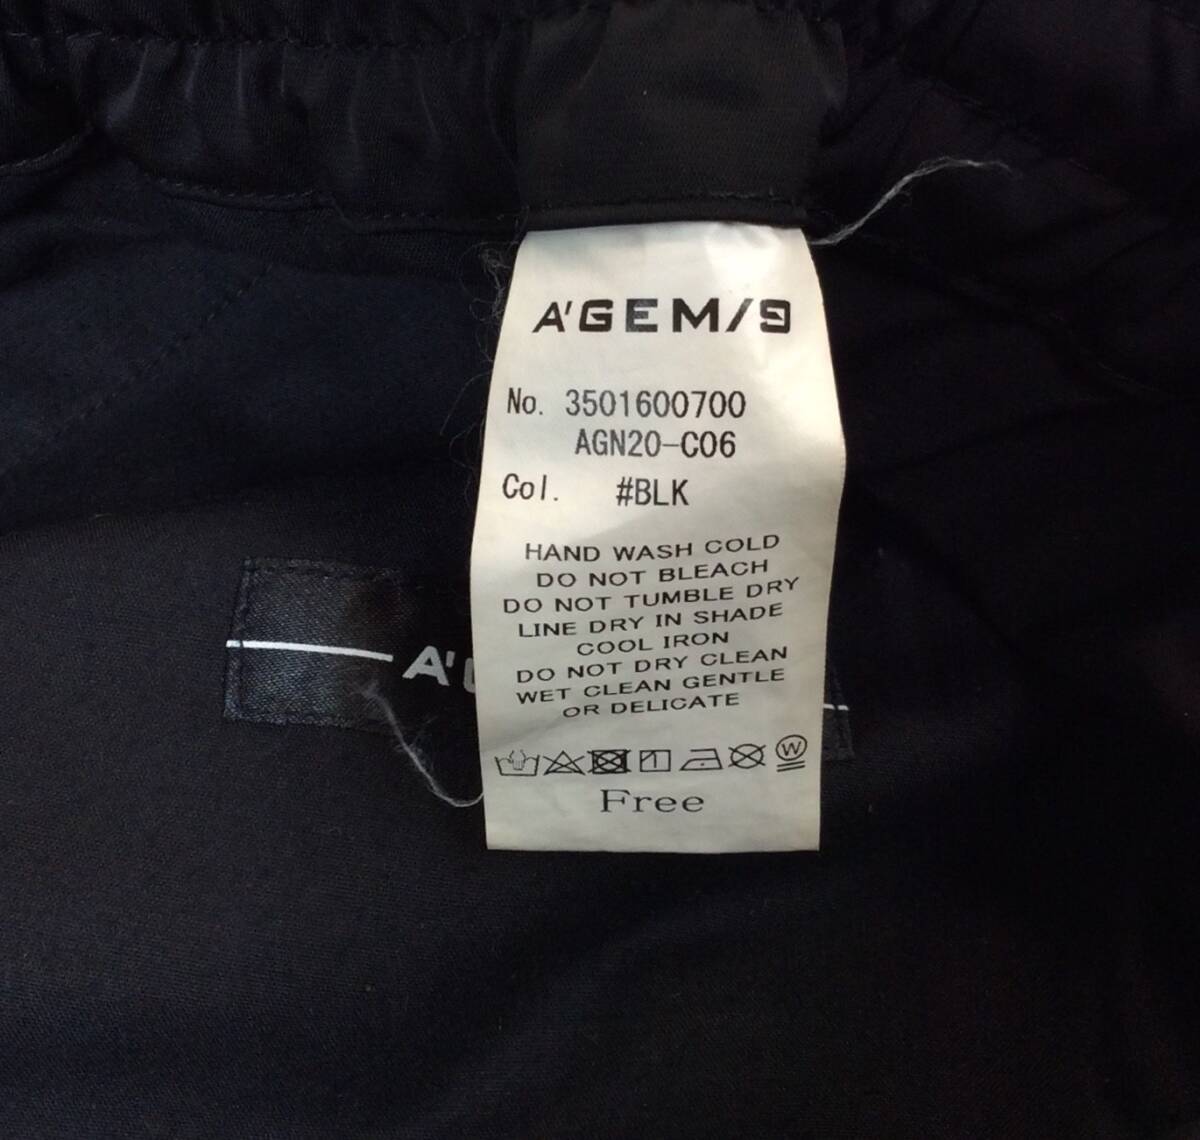 A'GEM/9
No. 3501600700
AGN20-C06
Col. #BLK
HAND WASH COLD
DO NOT BLEACH
DO NOT TUMBLE DRY
LINE DRY IN SHADE
COOL IRON
DO NOT DRY CLEAN
WET CLEAN GENTLE
OR DELICATE
1 W
Free
A'